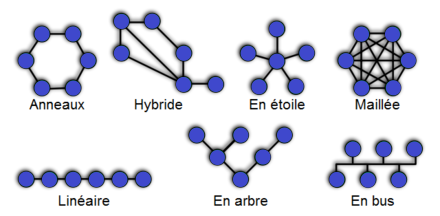 Anneaux
Hybride
En étoile
Maillée
Linéaire
En arbre
En bus